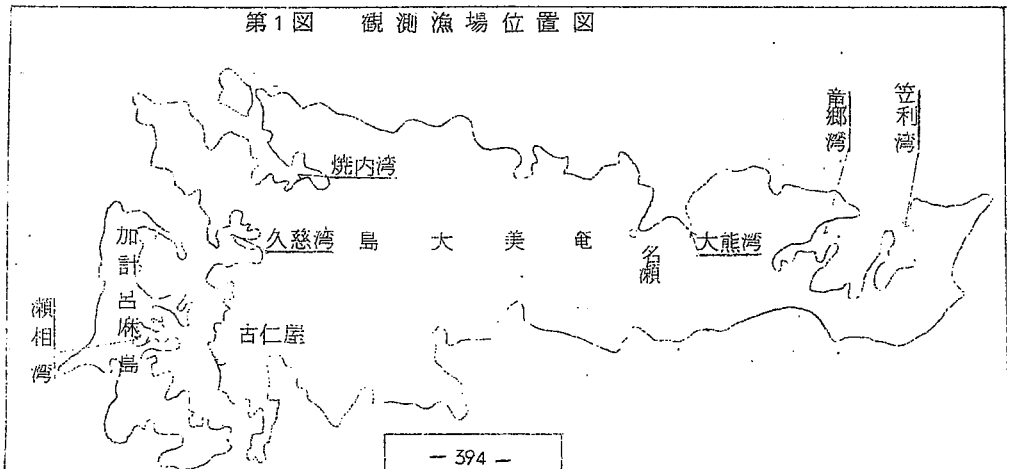 第1図 観測漁場位置図
笠利湾
竜郷湾
焼内湾
久慈湾
島大美奄
名瀬
大熊湾
加計呂麻島
瀬相湾
古仁屋
- 394 -